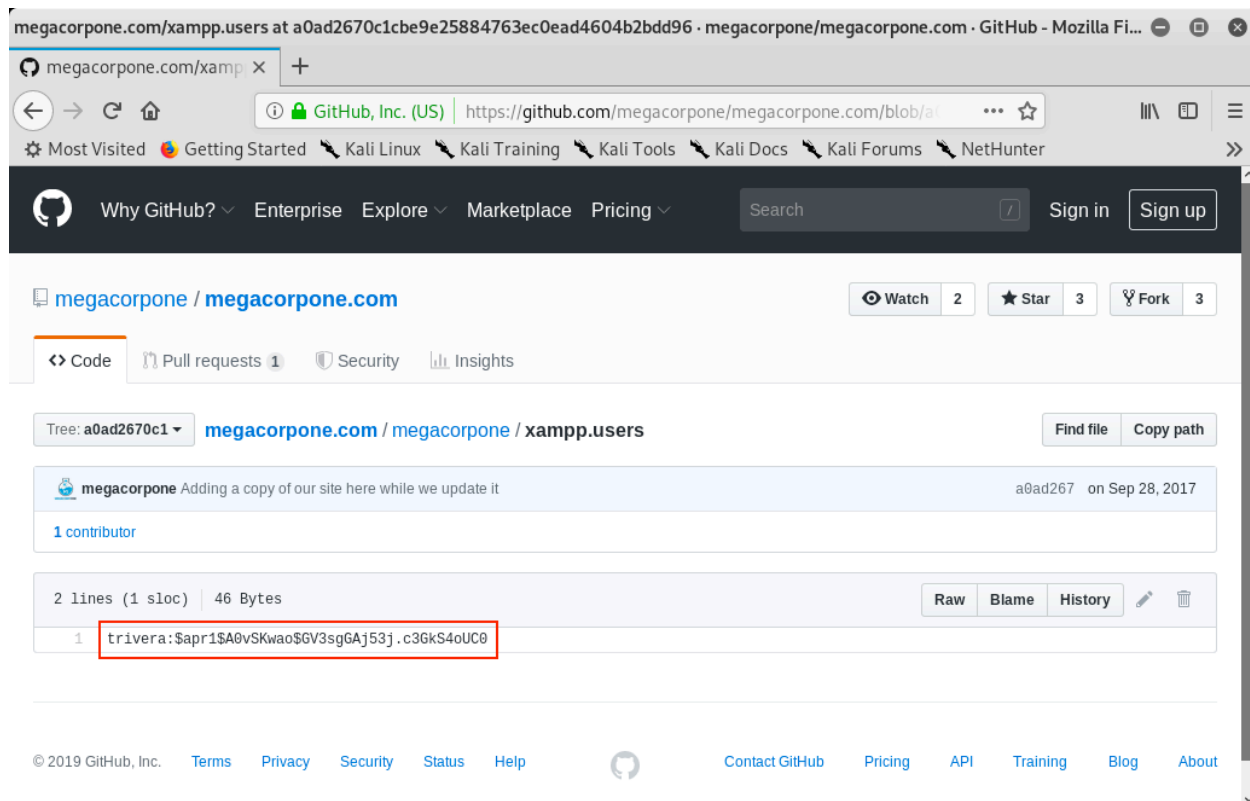 megacorpone.com/xampp.users at a0ad2670c1cbe9e25884763ec0ead4604b2bdd96 · megacorpone/megacorpone.com · GitHub - Mozilla Fi...
megacorpone.com/xamp
GitHub, Inc. (US) https://github.com/megacorpone/megacorpone.com/blob/a
Most Visited Getting Started Kali Linux Kali Training Kali Tools Kali Docs Kali Forums NetHunter
Why GitHub? Enterprise Explore Marketplace Pricing Search / Sign in Sign up
megacorpone / megacorpone.com Watch 2 Star 3 Fork 3
Code Pull requests 1 Security Insights
Tree: a0ad2670c1 megacorpone.com / megacorpone / xampp.users Find file Copy path
megacorpone Adding a copy of our site here while we update it a0ad267 on Sep 28, 2017
1 contributor
2 lines (1 sloc) 46 Bytes Raw Blame History
1 trivera:$apr1$A0vSKwao$GV3sgGAj53j.c3GkS4oUC0
© 2019 GitHub, Inc. Terms Privacy Security Status Help Contact GitHub Pricing API Training Blog About